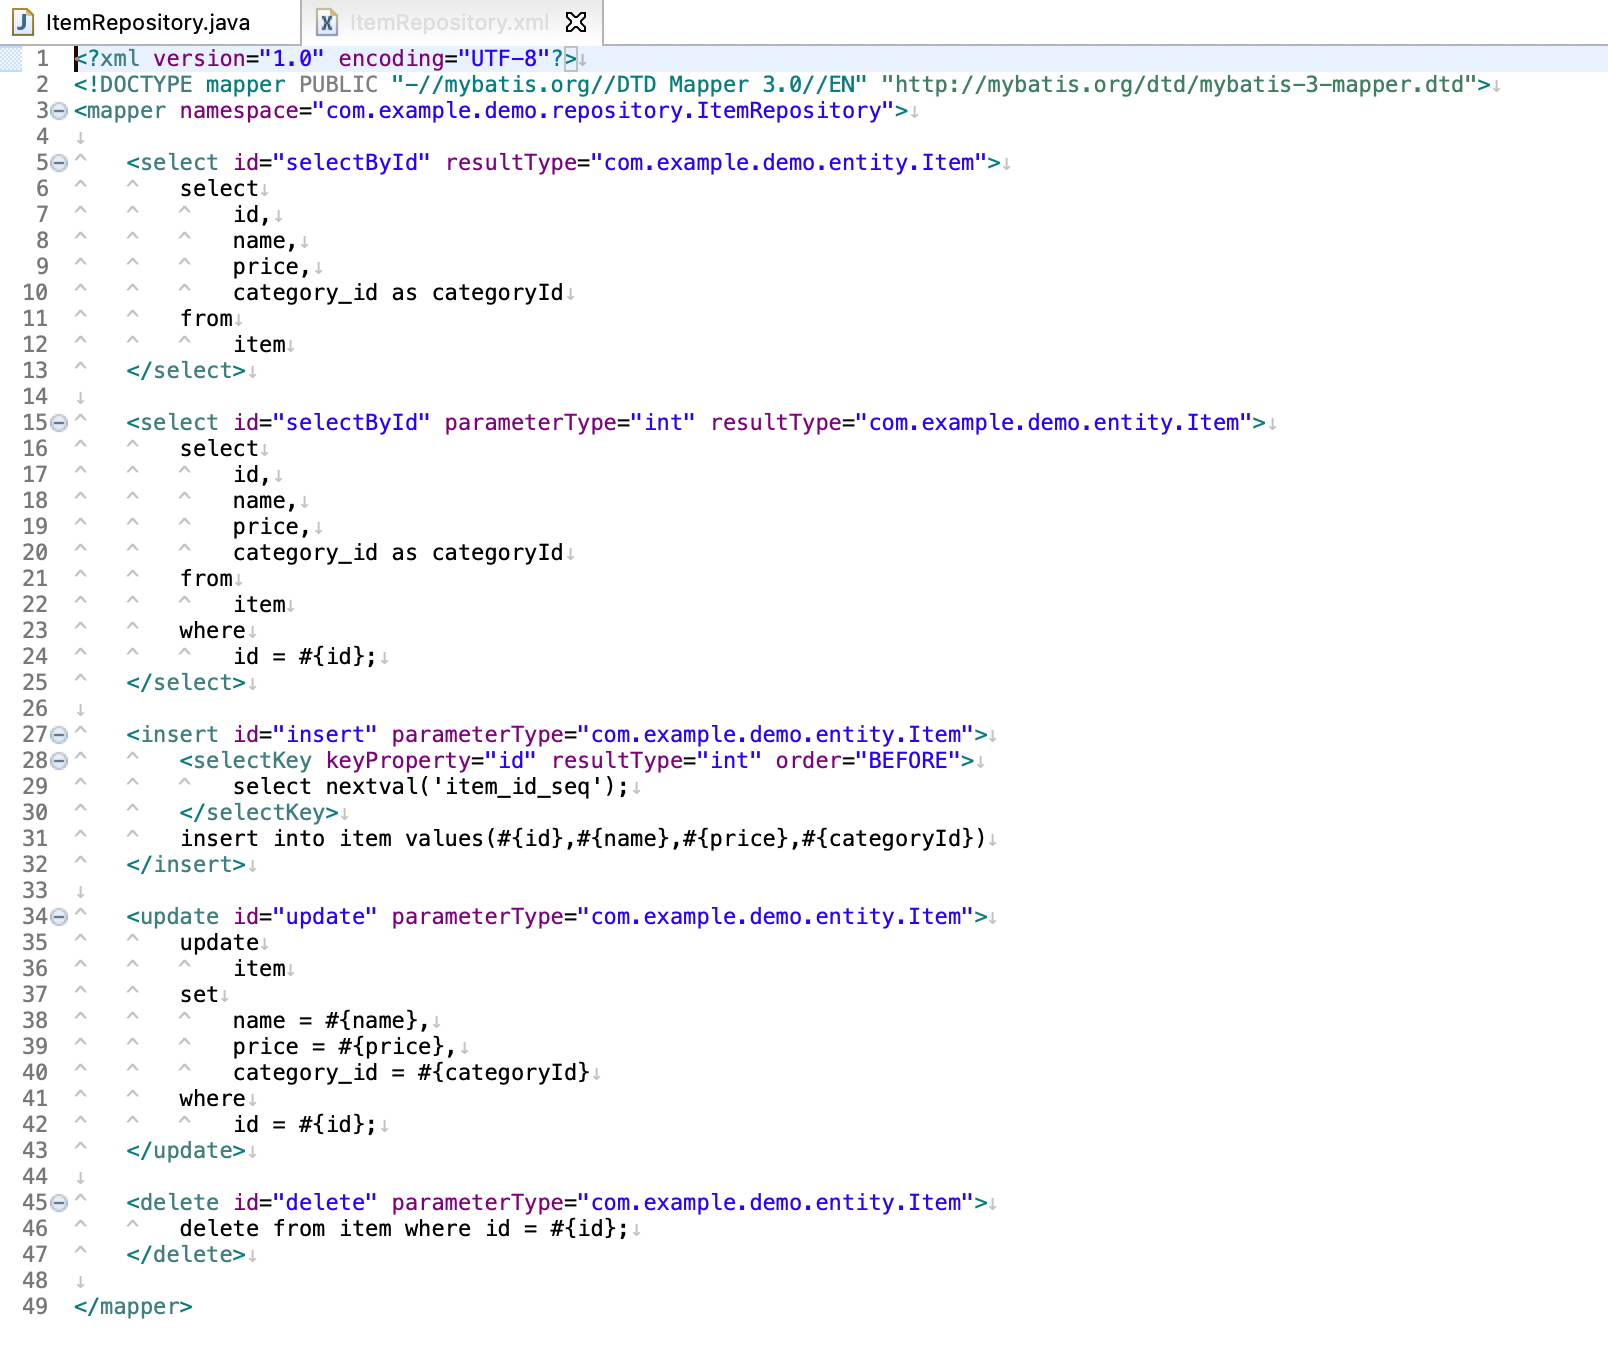 ItemRepository.java ItemRepository.xml
1 <?xml version="1.0" encoding="UTF-8"?>
2 <!DOCTYPE mapper PUBLIC "-//mybatis.org//DTD Mapper 3.0//EN" "http://mybatis.org/dtd/mybatis-3-mapper.dtd">
3 <mapper namespace="com.example.demo.repository.ItemRepository">
4
5 <select id="selectById" resultType="com.example.demo.entity.Item">
6 select
7 id,
8 name,
9 price,
10 category_id as categoryId
11 from
12 item
13 </select>
14
15 <select id="selectById" parameterType="int" resultType="com.example.demo.entity.Item">
16 select
17 id,
18 name,
19 price,
20 category_id as categoryId
21 from
22 item
23 where
24 id = #{id};
25 </select>
26
27 <insert id="insert" parameterType="com.example.demo.entity.Item">
28 <selectKey keyProperty="id" resultType="int" order="BEFORE">
29 select nextval('item_id_seq');
30 </selectKey>
31 insert into item values(#{id},#{name},#{price},#{categoryId})
32 </insert>
33
34 <update id="update" parameterType="com.example.demo.entity.Item">
35 update
36 item
37 set
38 name = #{name},
39 price = #{price},
40 category_id = #{categoryId}
41 where
42 id = #{id};
43 </update>
44
45 <delete id="delete" parameterType="com.example.demo.entity.Item">
46 delete from item where id = #{id};
47 </delete>
48
49 </mapper>